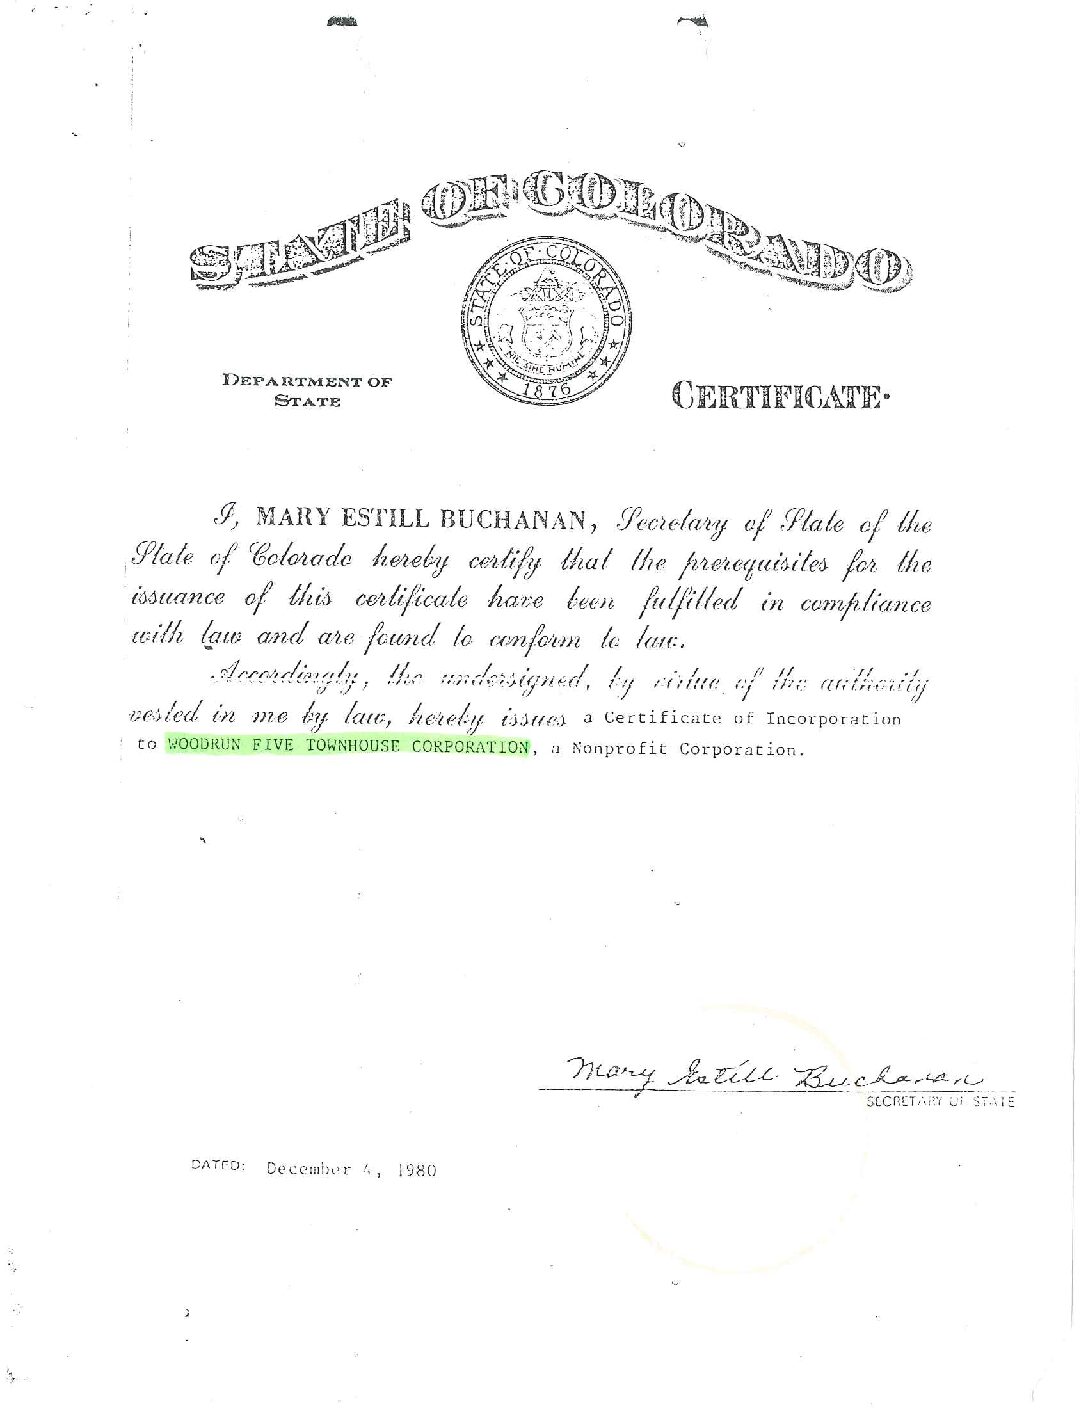 STATE OF COLORADO
STATE OF COLORADO
NIL SINE NUMINE
1876
DEPARTMENT OF
STATE
CERTIFICATE
I, MARY ESTILL BUCHANAN, Secretary of State of the
State of Colorado hereby certify that the prerequisites for the
issuance of this certificate have been fulfilled in compliance
with law and are found to conform to law.
Accordingly, the undersigned, by virtue of the authority
vested in me by law, hereby issues a Certificate of Incorporation
to WOODRUN FIVE TOWNHOUSE CORPORATION, a Nonprofit Corporation.
Mary Estill Buchanan
SECRETARY OF STATE
DATED: December 4, 1980